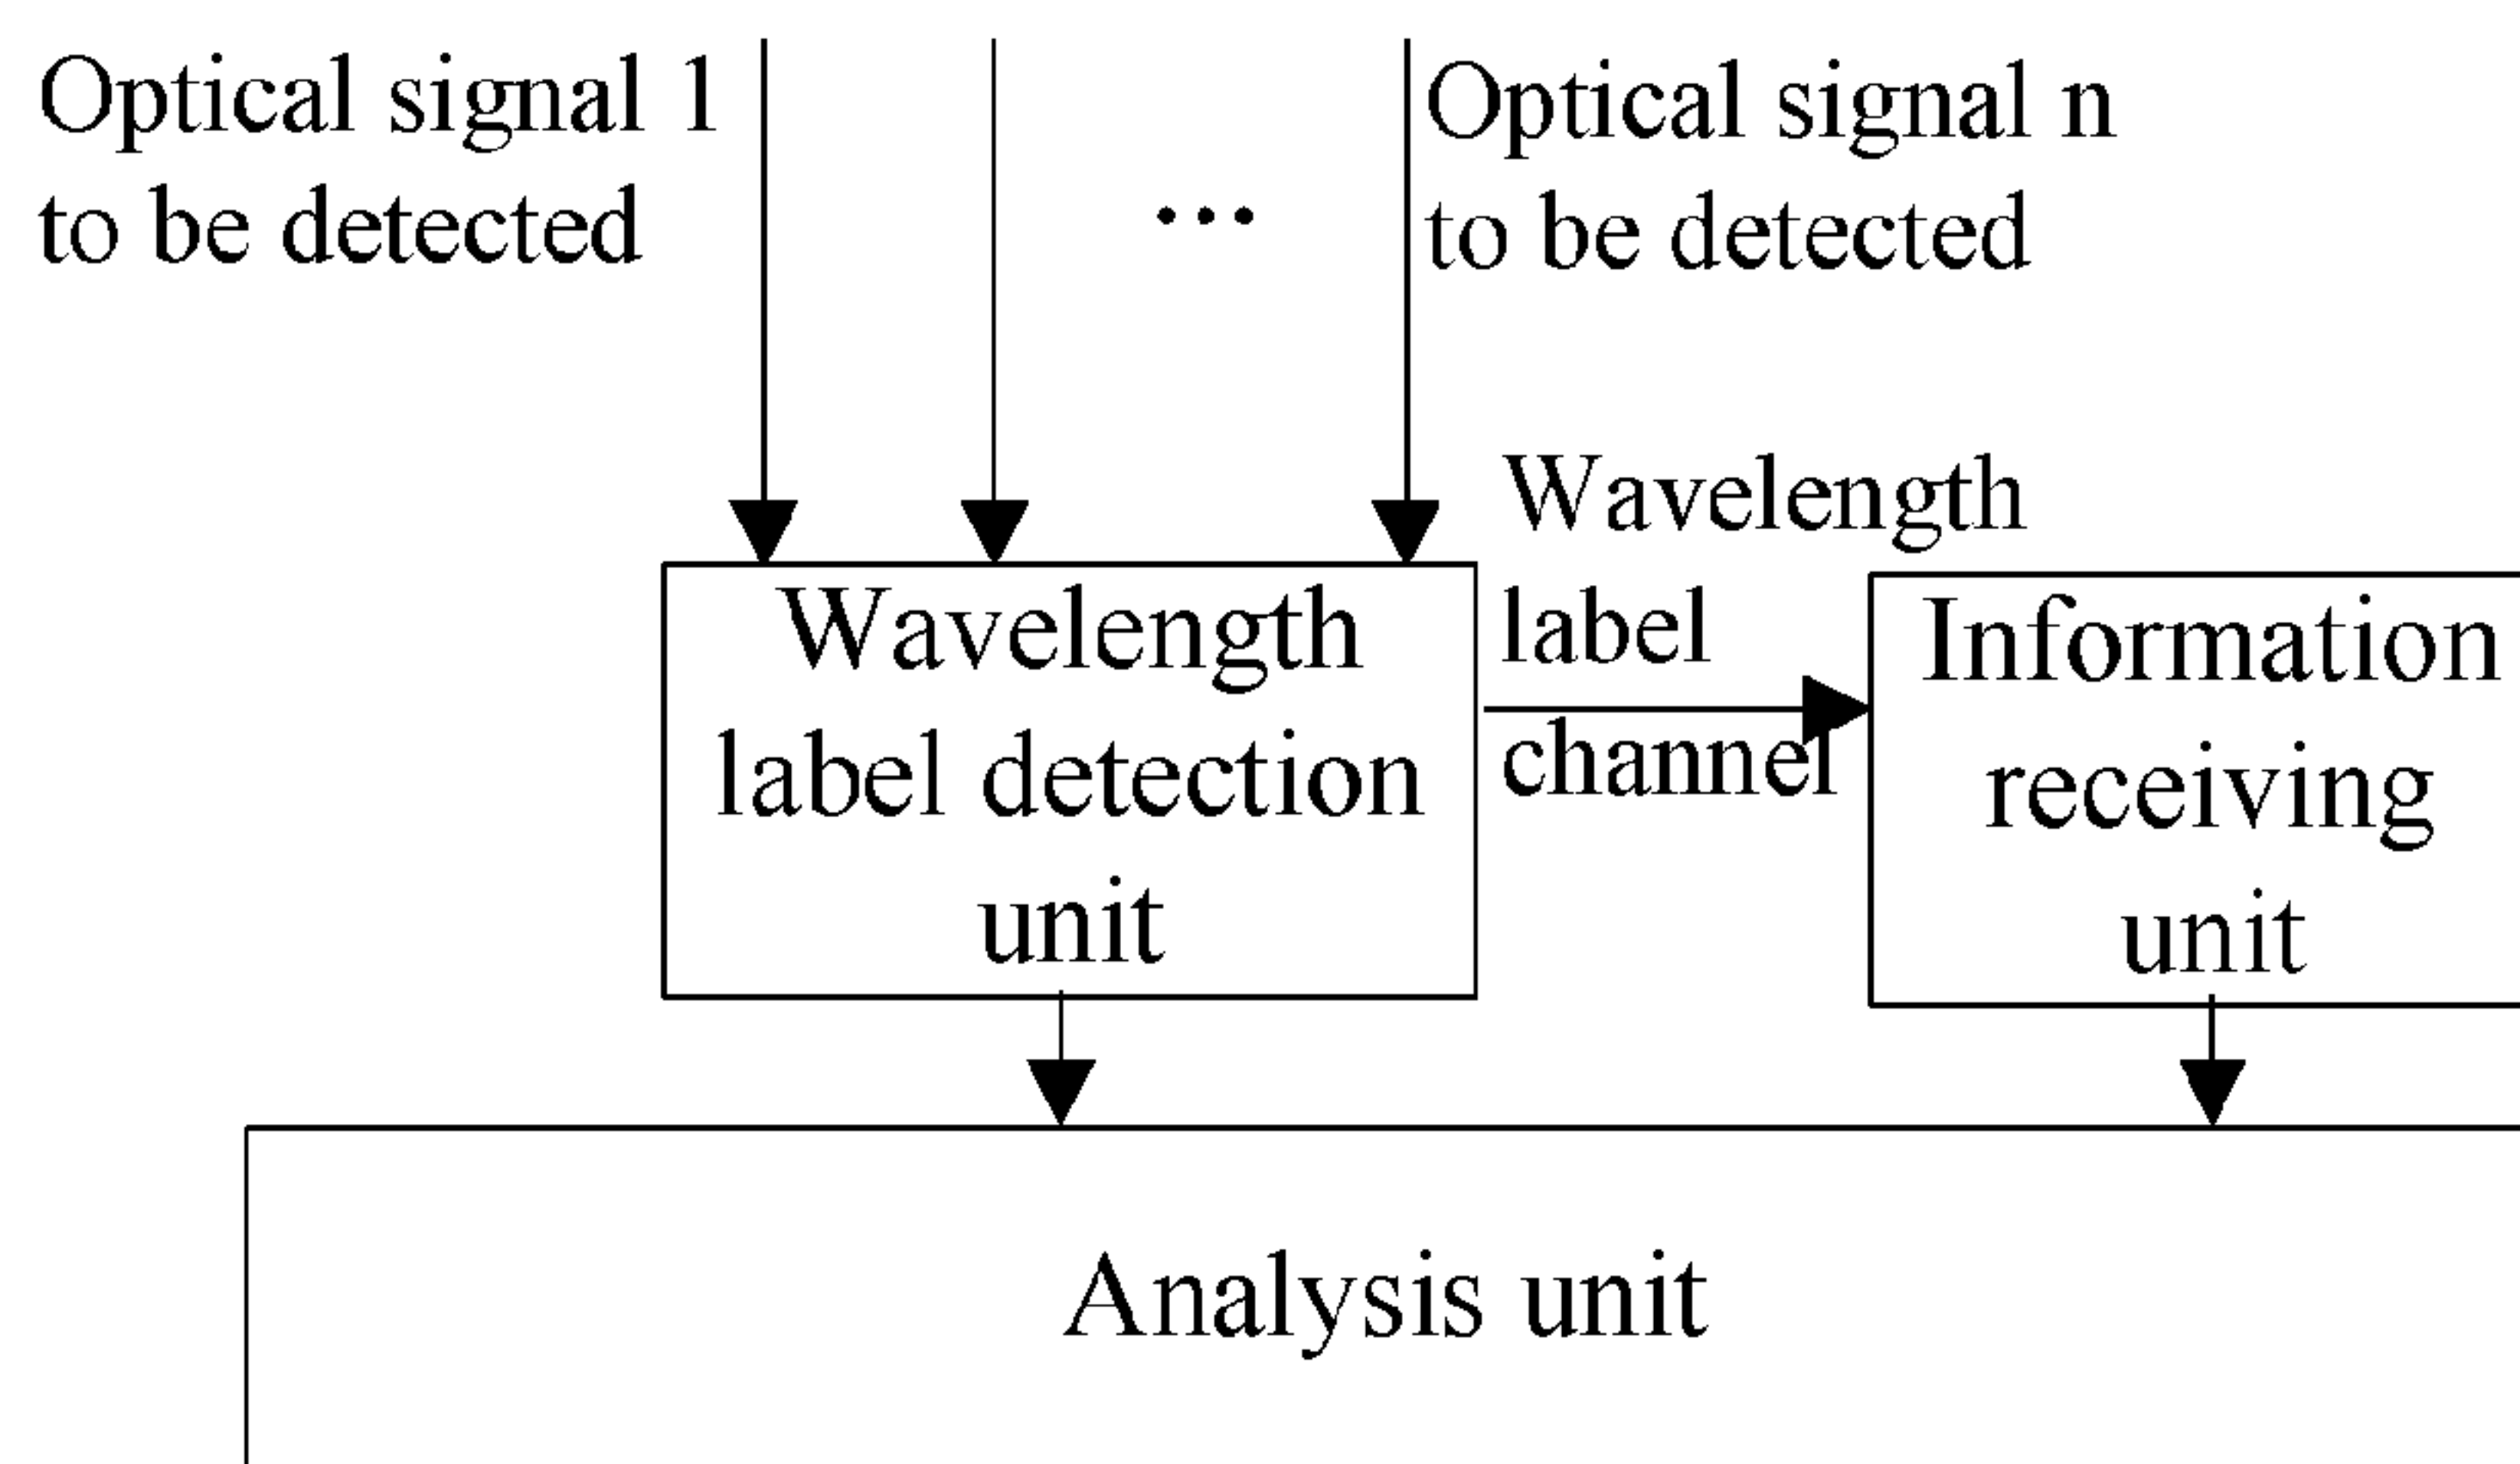 Optical signal 1
to be detected
...
Optical signal n
to be detected
Wavelength
label
channel
Wavelength
label detection
unit
Information
receiving
unit
Analysis unit